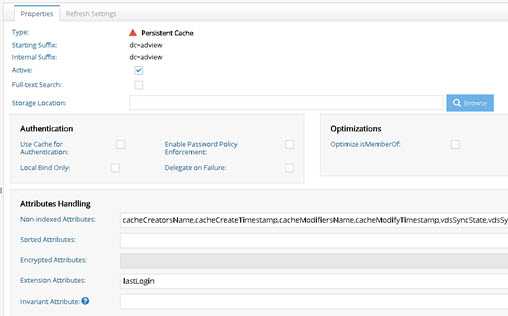 Properties Refresh Settings
Type: Persistent Cache
Starting Suffix: dc=adview
Internal Suffix: dc=adview
Active:
Full-text Search:
Storage Location: Browse
Authentication
Use Cache for Authentication:
Enable Password Policy Enforcement:
Local Bind Only:
Delegate on Failure:
Optimizations
Optimize isMemberOf:
Attributes Handling
Non-indexed Attributes: cacheCreatorsName,cacheCreateTimestamp,cacheModifiersName,cacheModifyTimestamp,vdsSyncState,vdsSy
Sorted Attributes:
Encrypted Attributes:
Extension Attributes: lastLogin
Invariant Attribute: